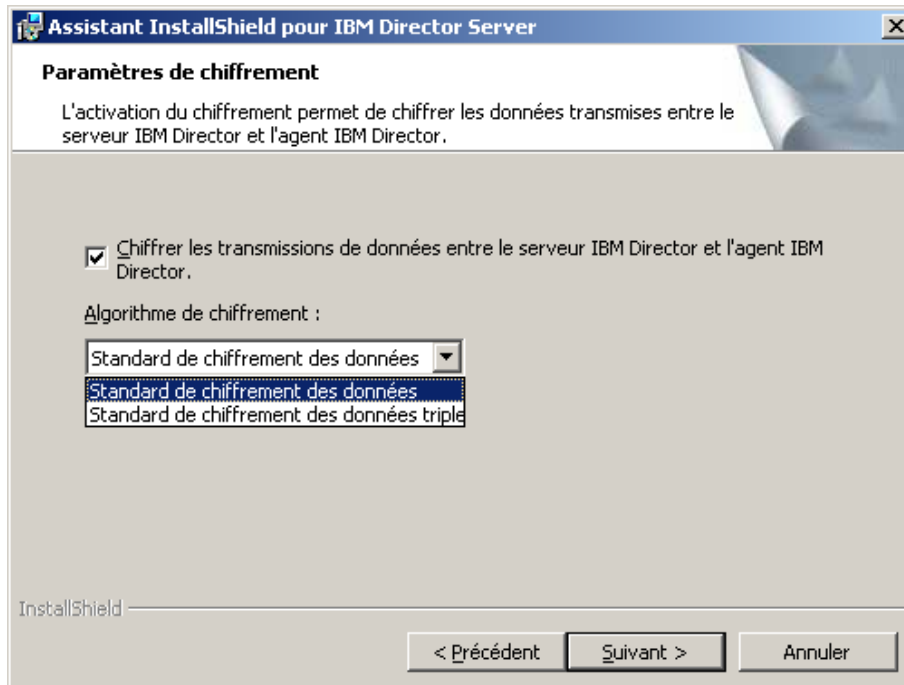 Assistant InstallShield pour IBM Director Server
Paramètres de chiffrement
L'activation du chiffrement permet de chiffrer les données transmises entre le
serveur IBM Director et l'agent IBM Director.
Chiffrer les transmissions de données entre le serveur IBM Director et l'agent IBM
Director.
Algorithme de chiffrement :
Standard de chiffrement des données
Standard de chiffrement des données
Standard de chiffrement des données triple
InstallShield
< Précédent
Suivant >
Annuler